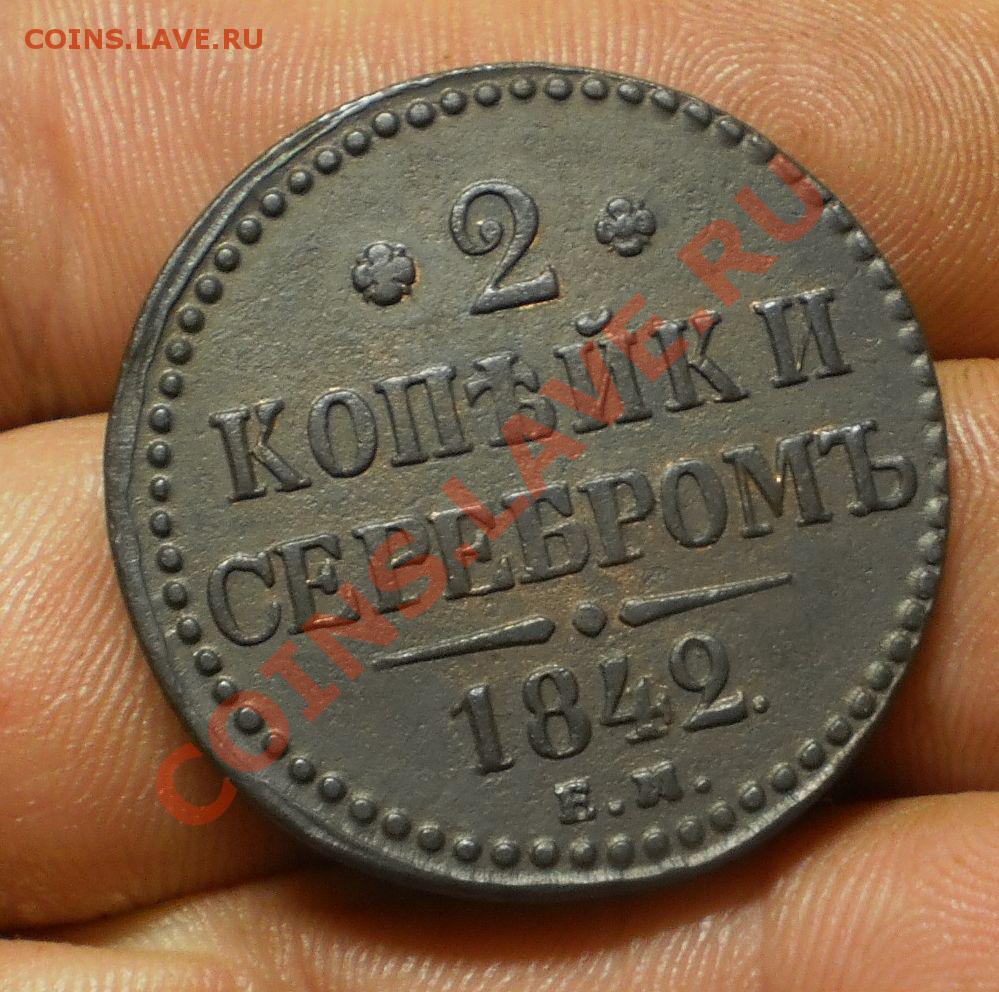 COINS.LAVE.RU
2
КОПѢЙКИ
СЕРЕБРОМЪ
1842.
Е.М.
COINS.LAVE.RU